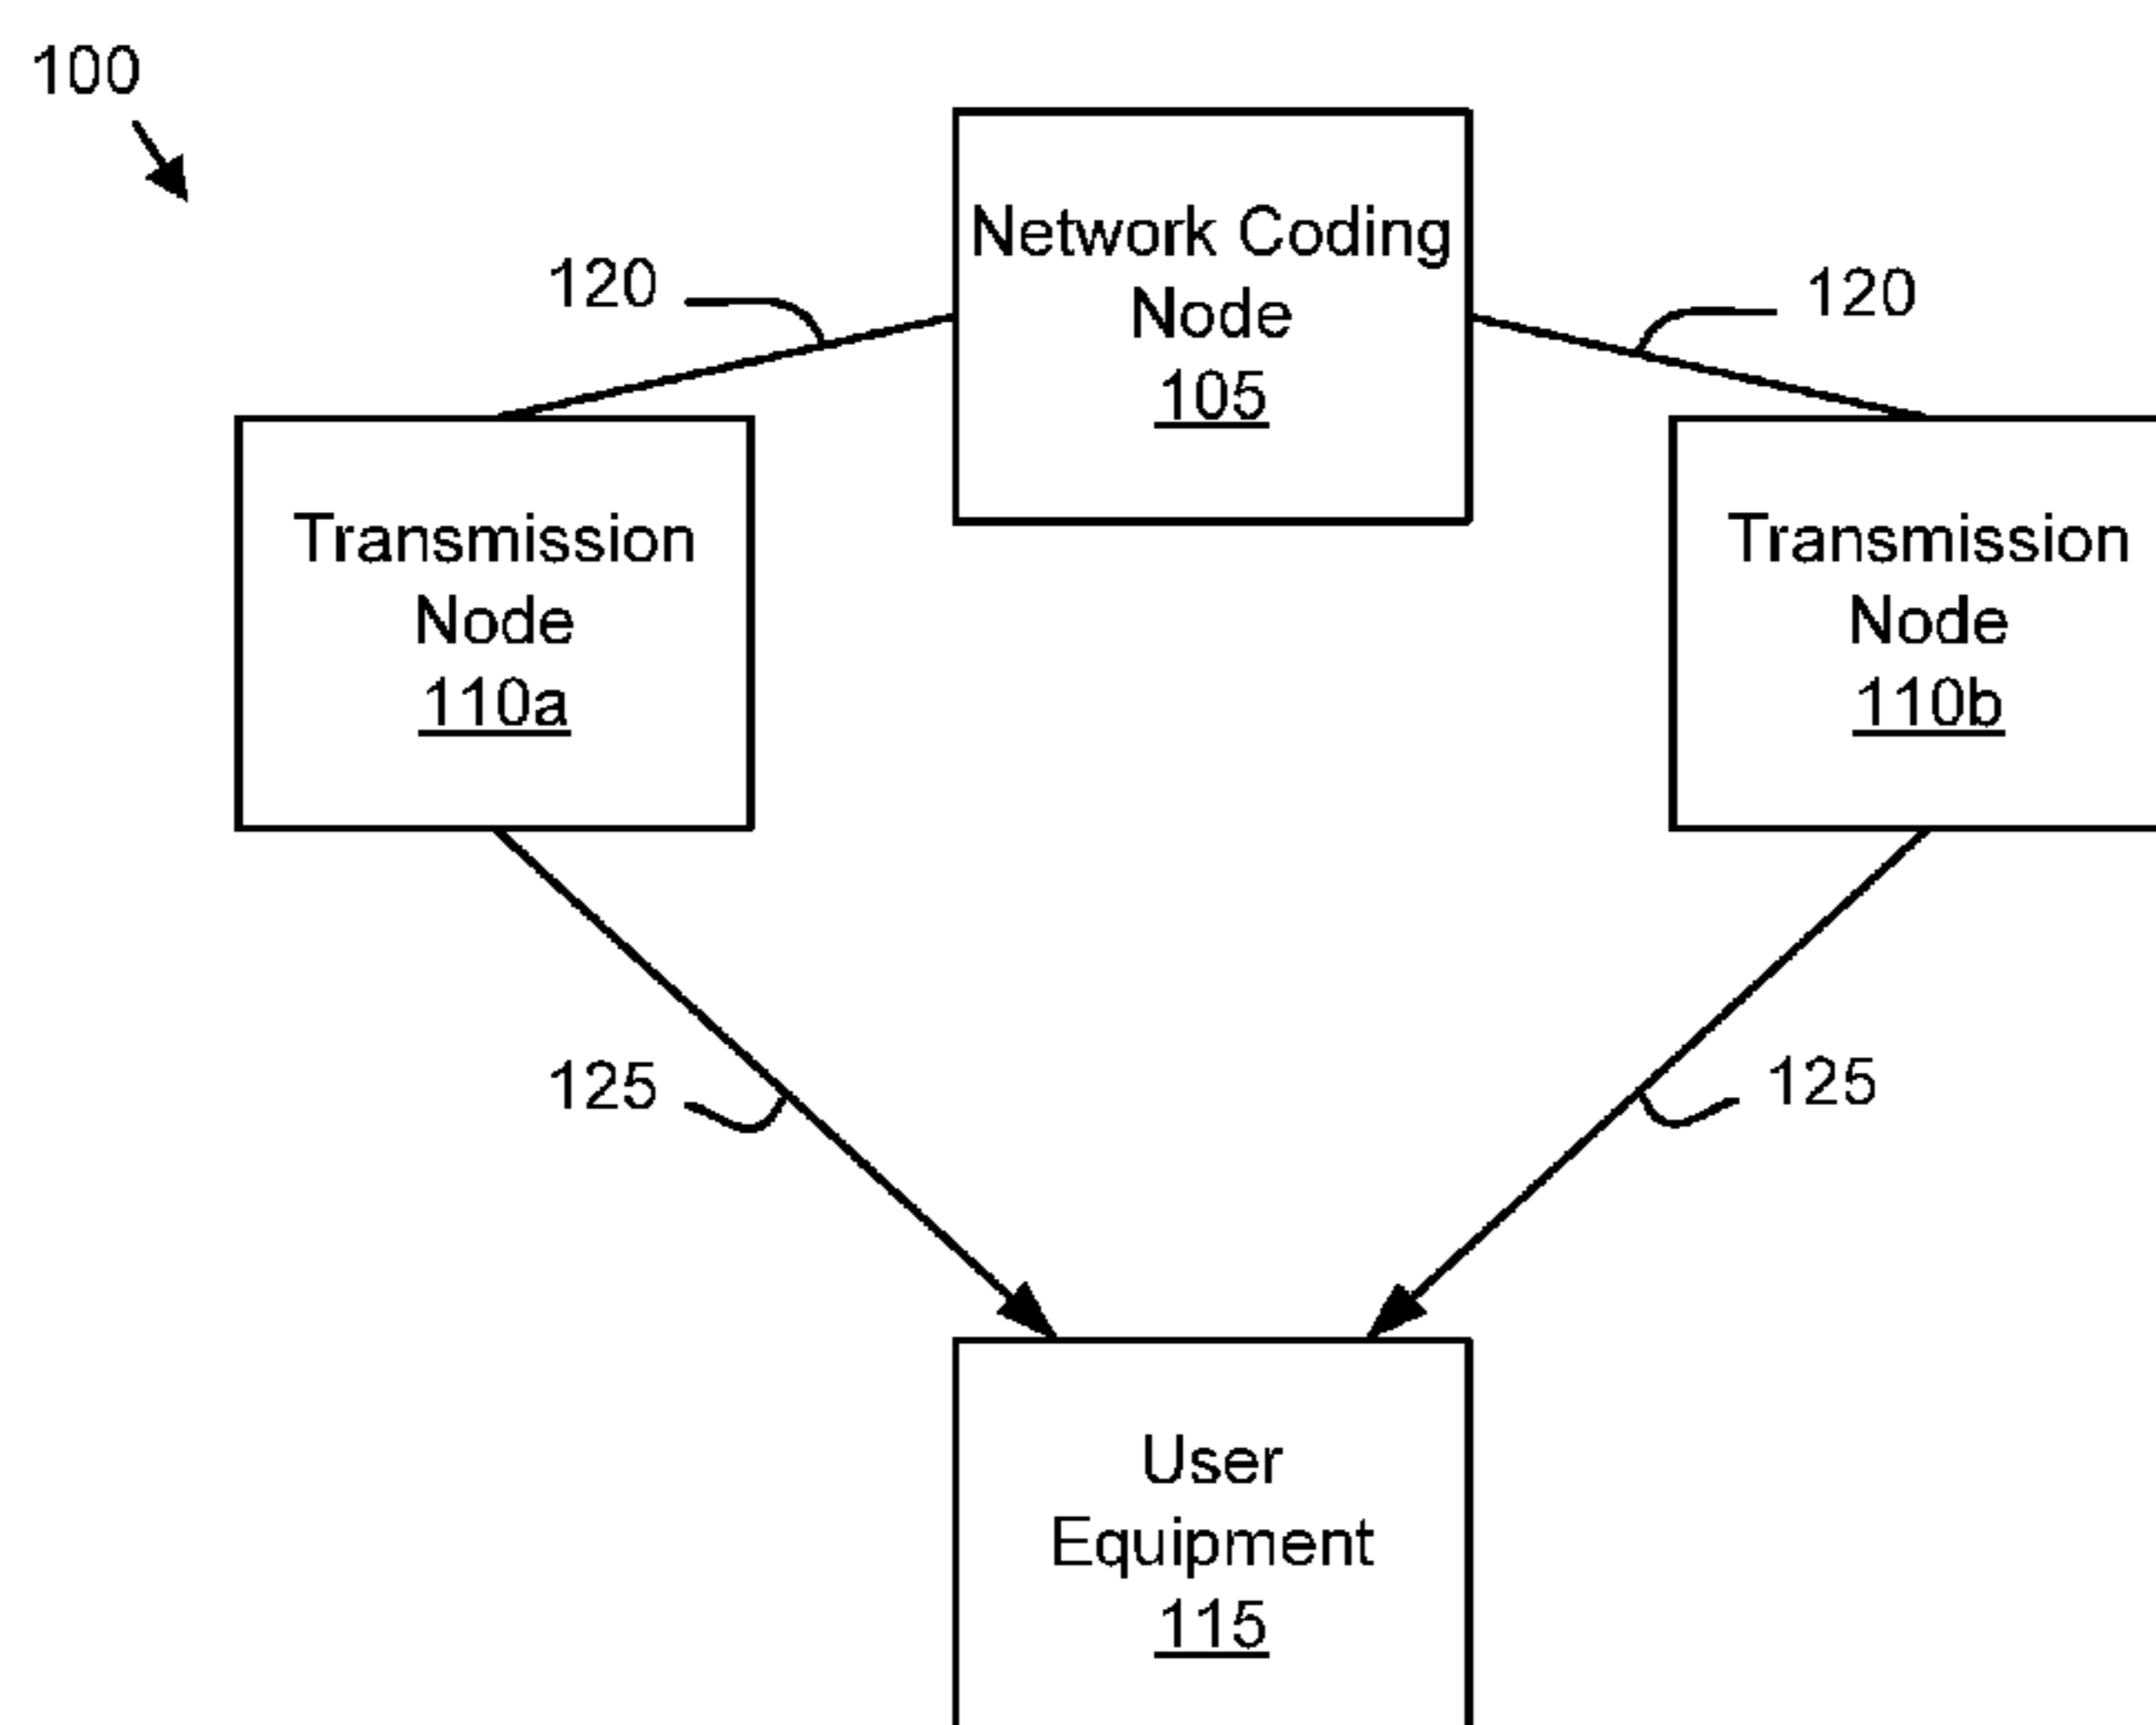 100
Network Coding
Node
105
120
120
Transmission
Node
110a
Transmission
Node
110b
125
125
User
Equipment
115